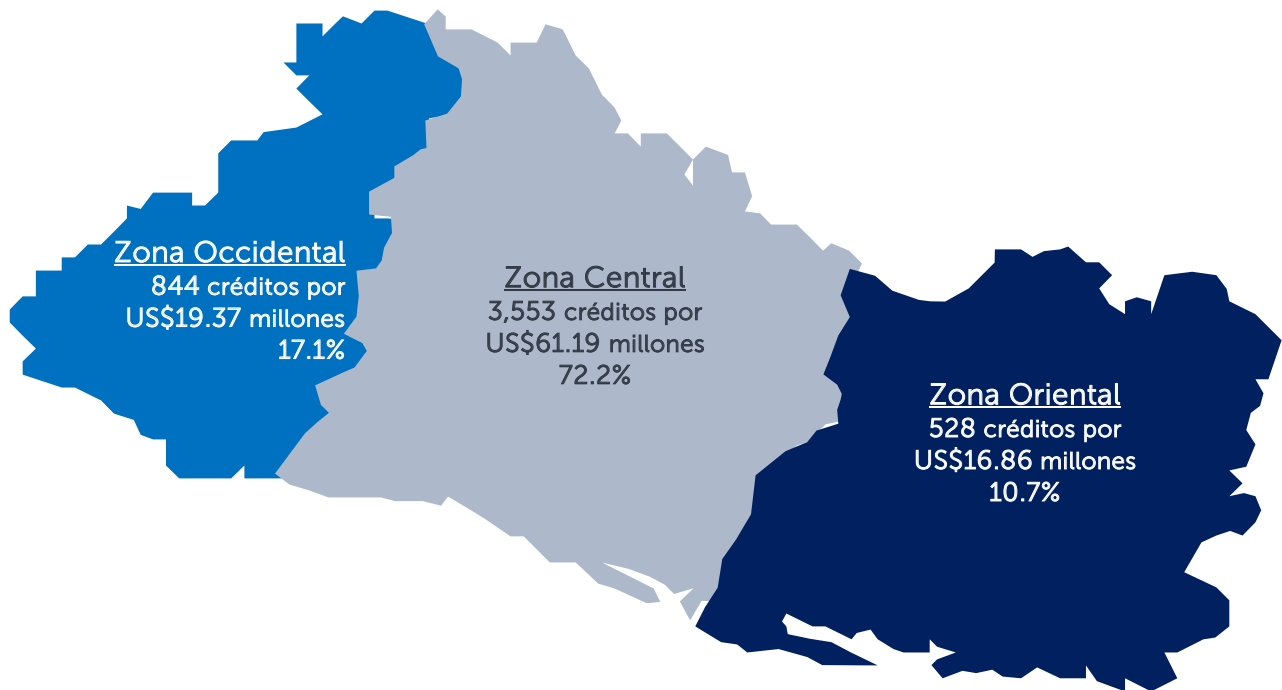 Zona Occidental
844 créditos por
US$19.37 millones
17.1%
Zona Central
3,553 créditos por
US$61.19 millones
72.2%
Zona Oriental
528 créditos por
US$16.86 millones
10.7%